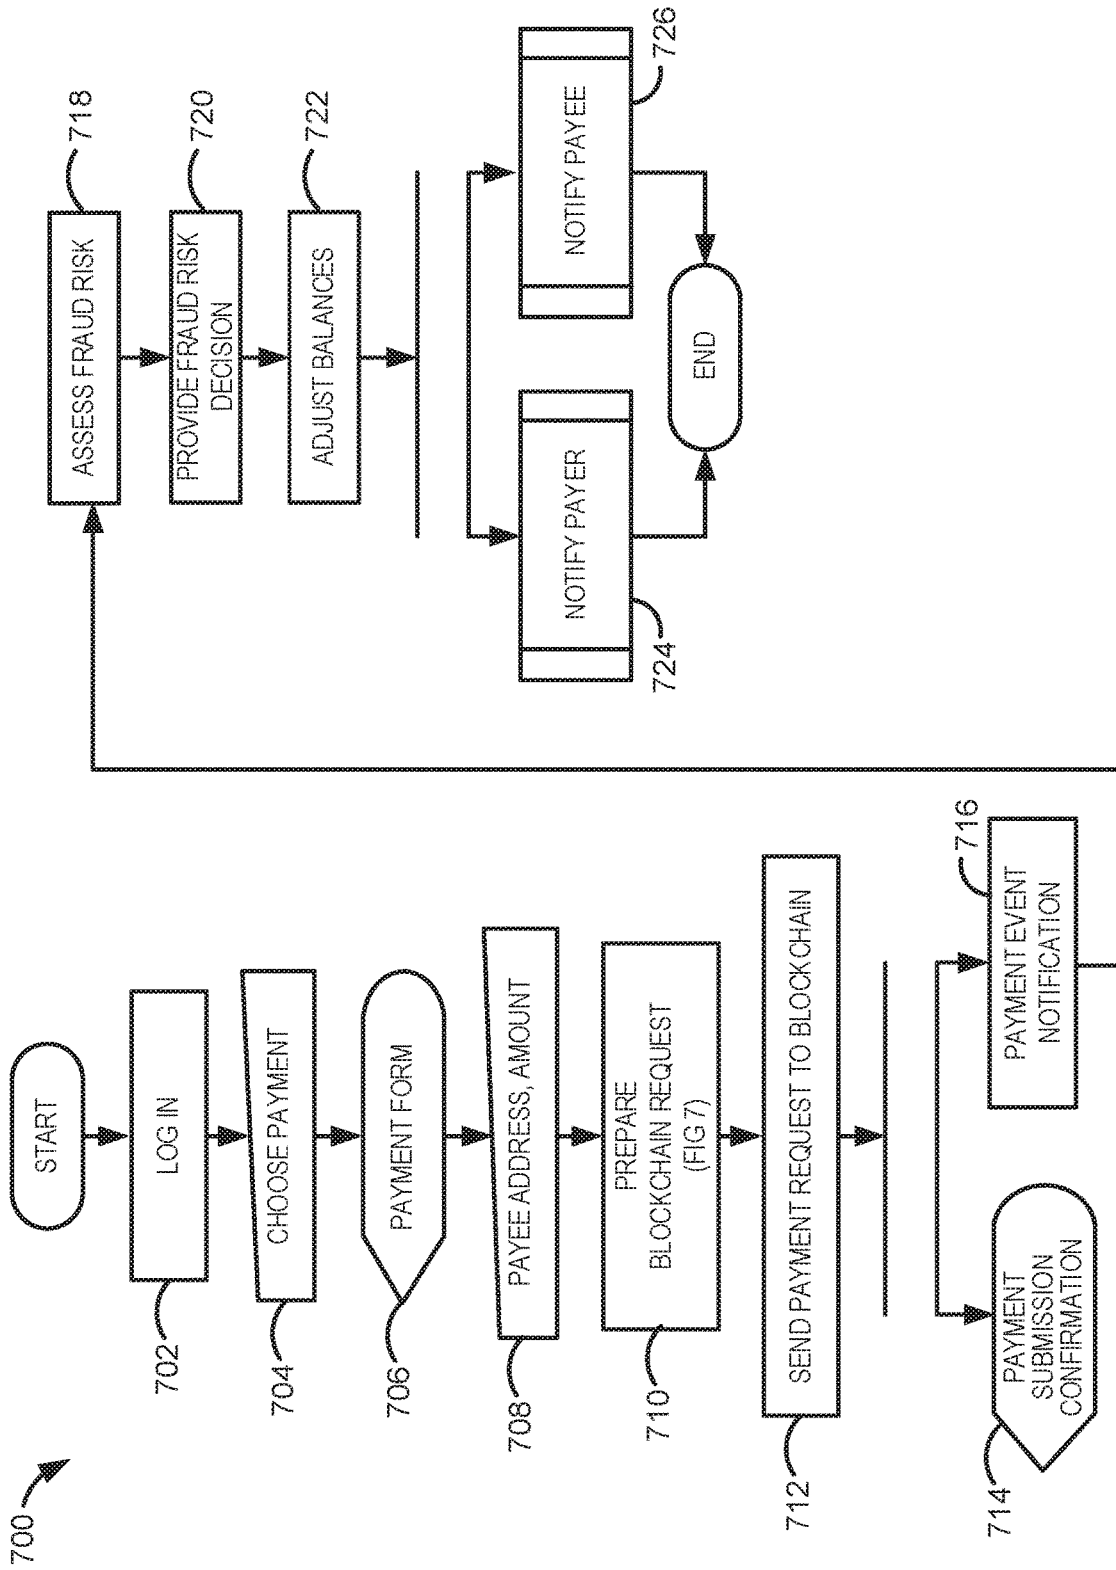 700
START
LOG IN
702
CHOOSE PAYMENT
704
PAYMENT FORM
706
PAYEE ADDRESS, AMOUNT
708
PREPARE
BLOCKCHAIN REQUEST
(FIG 7)
710
SEND PAYMENT REQUEST TO BLOCKCHAIN
712
PAYMENT
SUBMISSION
CONFIRMATION
714
PAYMENT EVENT
NOTIFICATION
716
ASSESS FRAUD RISK
718
PROVIDE FRAUD RISK
DECISION
720
ADJUST BALANCES
722
NOTIFY PAYER
724
NOTIFY PAYEE
726
END